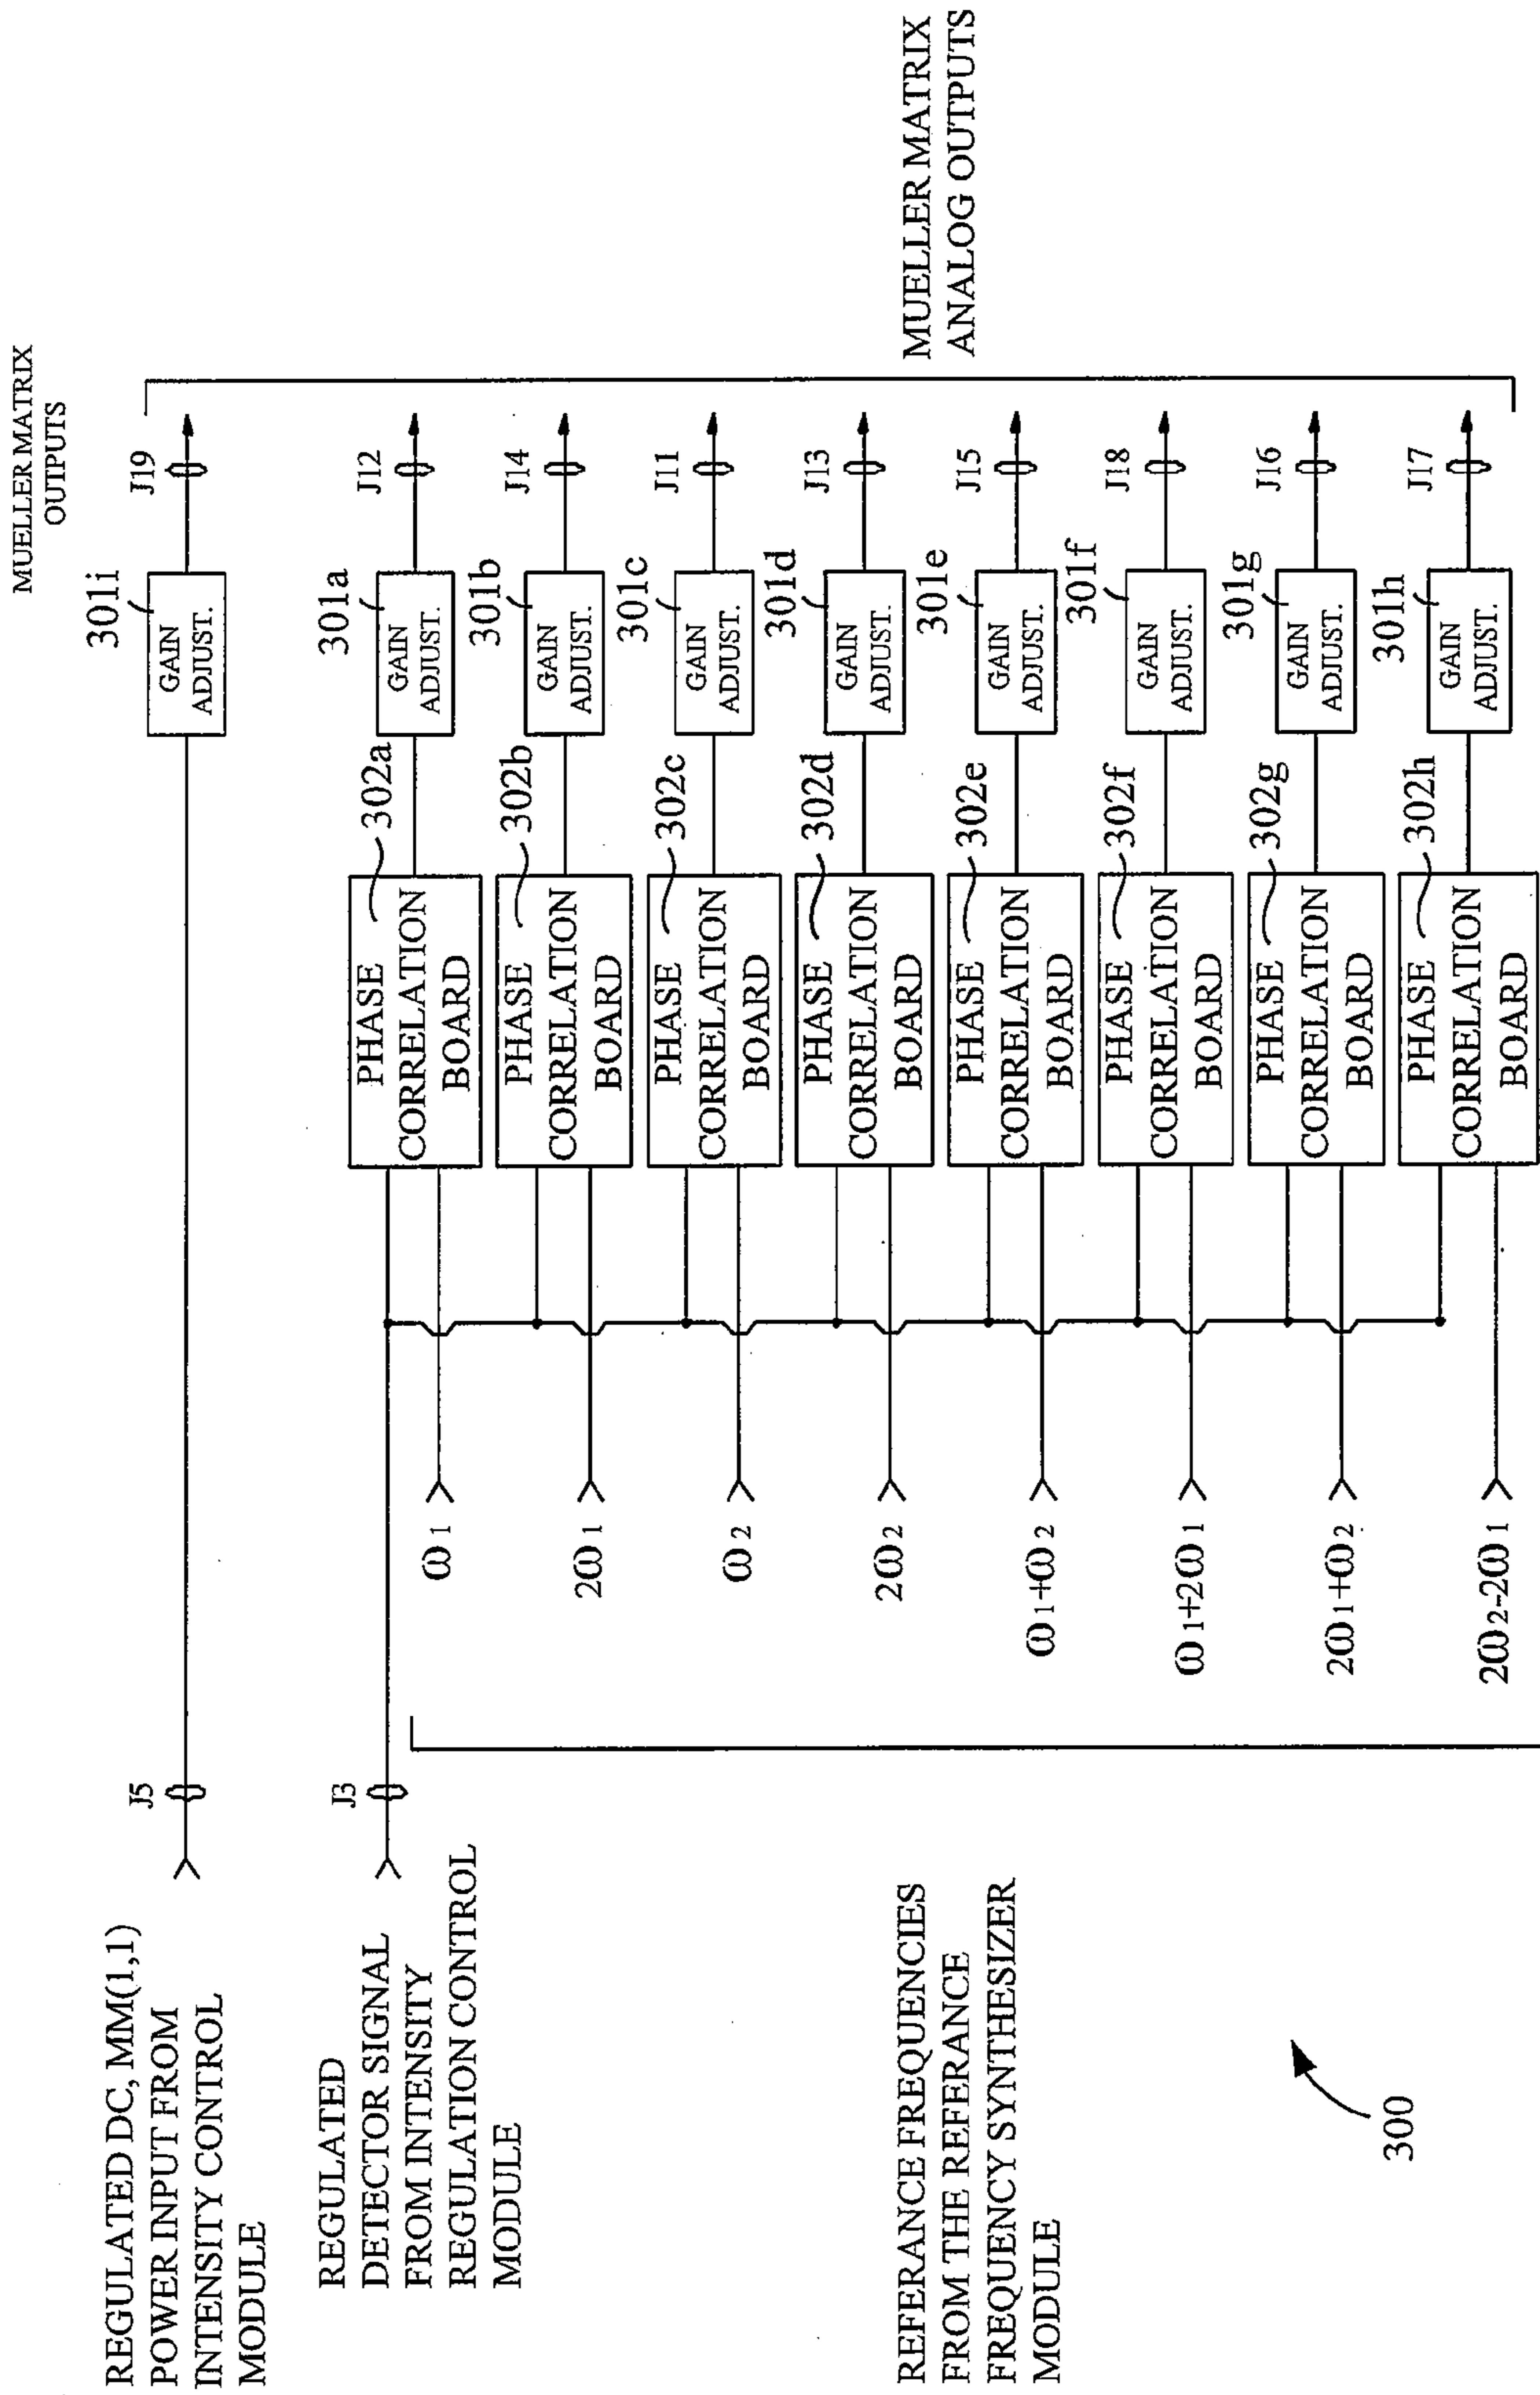 MUELLER MATRIX
OUTPUTS
REGULATED DC, MM(1,1)
POWER INPUT FROM
INTENSITY CONTROL
MODULE
J5
301i
GAIN
ADJUST.
J19
REGULATED
DETECTOR SIGNAL
FROM INTENSITY
REGULATION CONTROL
MODULE
J3
REFERANCE FREQUENCIES
FROM THE REFERANCE
FREQUENCY SYNTHESIZER
MODULE
ω1
PHASE
CORRELATION
BOARD
302a
301a
GAIN
ADJUST.
J12
2ω1
PHASE
CORRELATION
BOARD
302b
301b
GAIN
ADJUST.
J14
ω2
PHASE
CORRELATION
BOARD
302c
301c
GAIN
ADJUST.
J11
2ω2
PHASE
CORRELATION
BOARD
302d
301d
GAIN
ADJUST.
J13
ω1+ω2
PHASE
CORRELATION
BOARD
302e
301e
GAIN
ADJUST.
J15
ω1+2ω1
PHASE
CORRELATION
BOARD
302f
301f
GAIN
ADJUST.
J18
2ω1+ω2
PHASE
CORRELATION
BOARD
302g
301g
GAIN
ADJUST.
J16
2ω2-2ω1
PHASE
CORRELATION
BOARD
302h
301h
GAIN
ADJUST.
J17
MUELLER MATRIX
ANALOG OUTPUTS
300